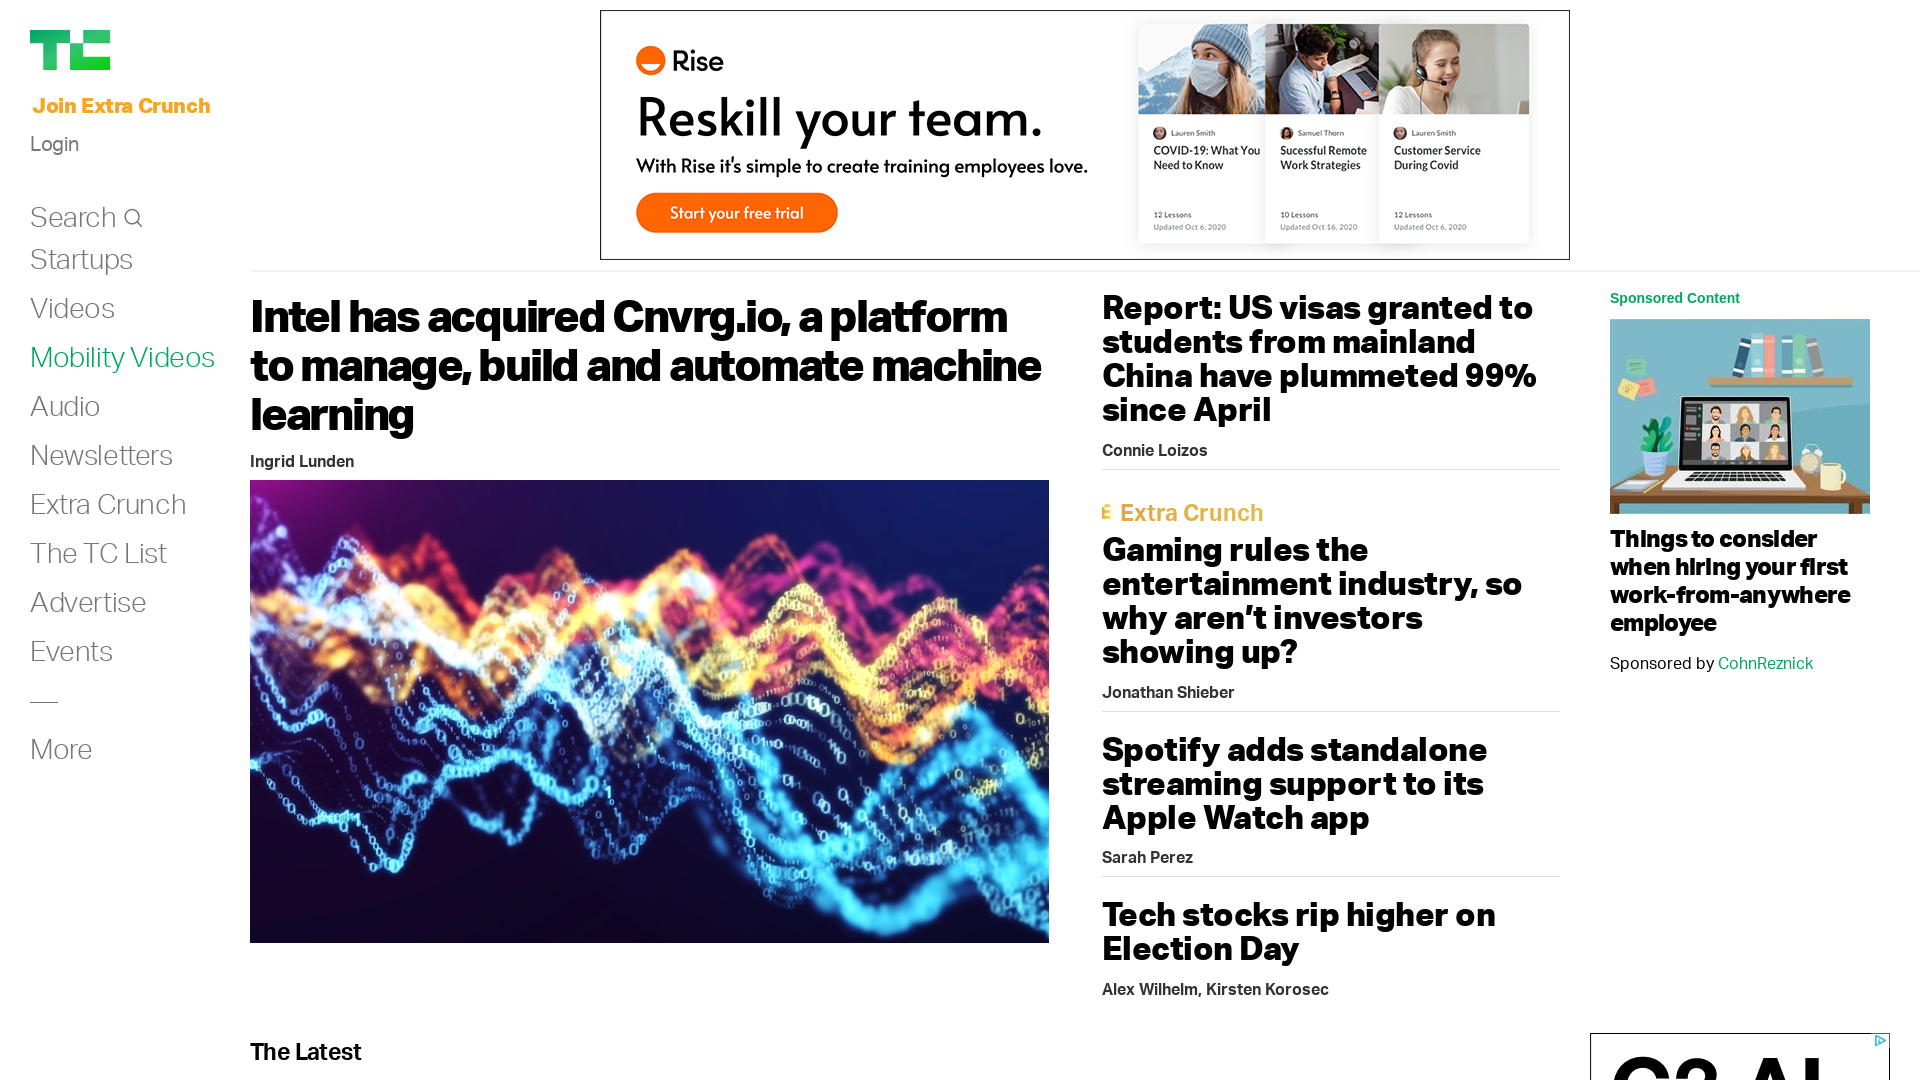 TC
Join Extra Crunch
Login
Search
Startups
Videos
Mobility Videos
Audio
Newsletters
Extra Crunch
The TC List
Advertise
Events
More
Rise
Reskill your team.
With Rise it's simple to create training employees love.
Start your free trial
Lauren Smith
COVID-19: What You
Need to Know
12 Lessons
Updated Oct 6, 2020
Samuel Thorn
Sucessful Remote
Work Strategies
10 Lessons
Updated Oct 16, 2020
Lauren Smith
Customer Service
During Covid
12 Lessons
Updated Oct 6, 2020
Intel has acquired Cnvrg.io, a platform
to manage, build and automate machine
learning
Ingrid Lunden
Report: US visas granted to
students from mainland
China have plummeted 99%
since April
Connie Loizos
Extra Crunch
Gaming rules the
entertainment industry, so
why aren’t investors
showing up?
Jonathan Shieber
Spotify adds standalone
streaming support to its
Apple Watch app
Sarah Perez
Tech stocks rip higher on
Election Day
Alex Wilhelm, Kirsten Korosec
Sponsored Content
Things to consider
when hiring your first
work-from-anywhere
employee
Sponsored by CohnReznick
The Latest